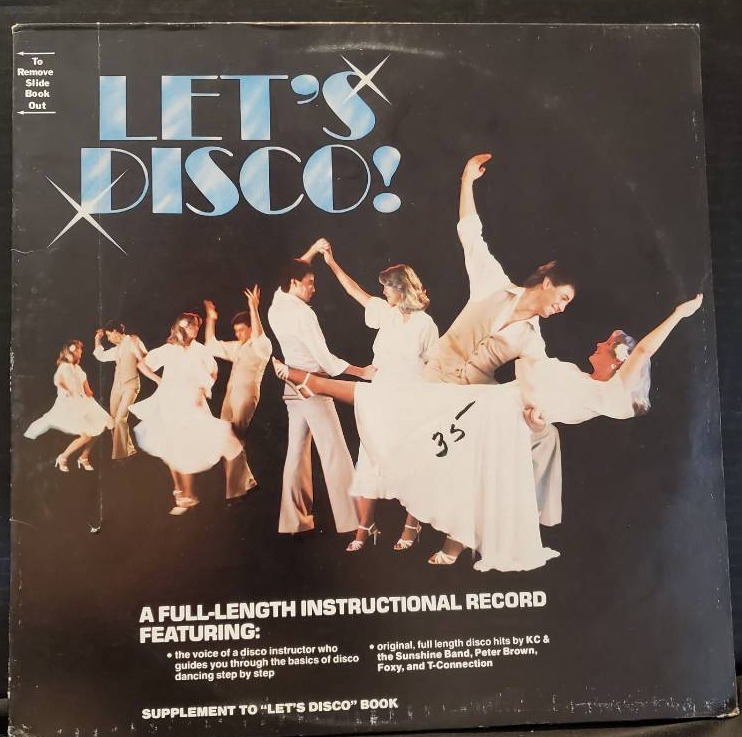 To
Remove
Slide
Book
Out
LET'S
DISCO!
35
A FULL-LENGTH INSTRUCTIONAL RECORD
FEATURING:
• the voice of a disco instructor who
guides you through the basics of disco
dancing step by step
• original, full length disco hits by KC &
the Sunshine Band, Peter Brown,
Foxy, and T-Connection
SUPPLEMENT TO "LET'S DISCO" BOOK